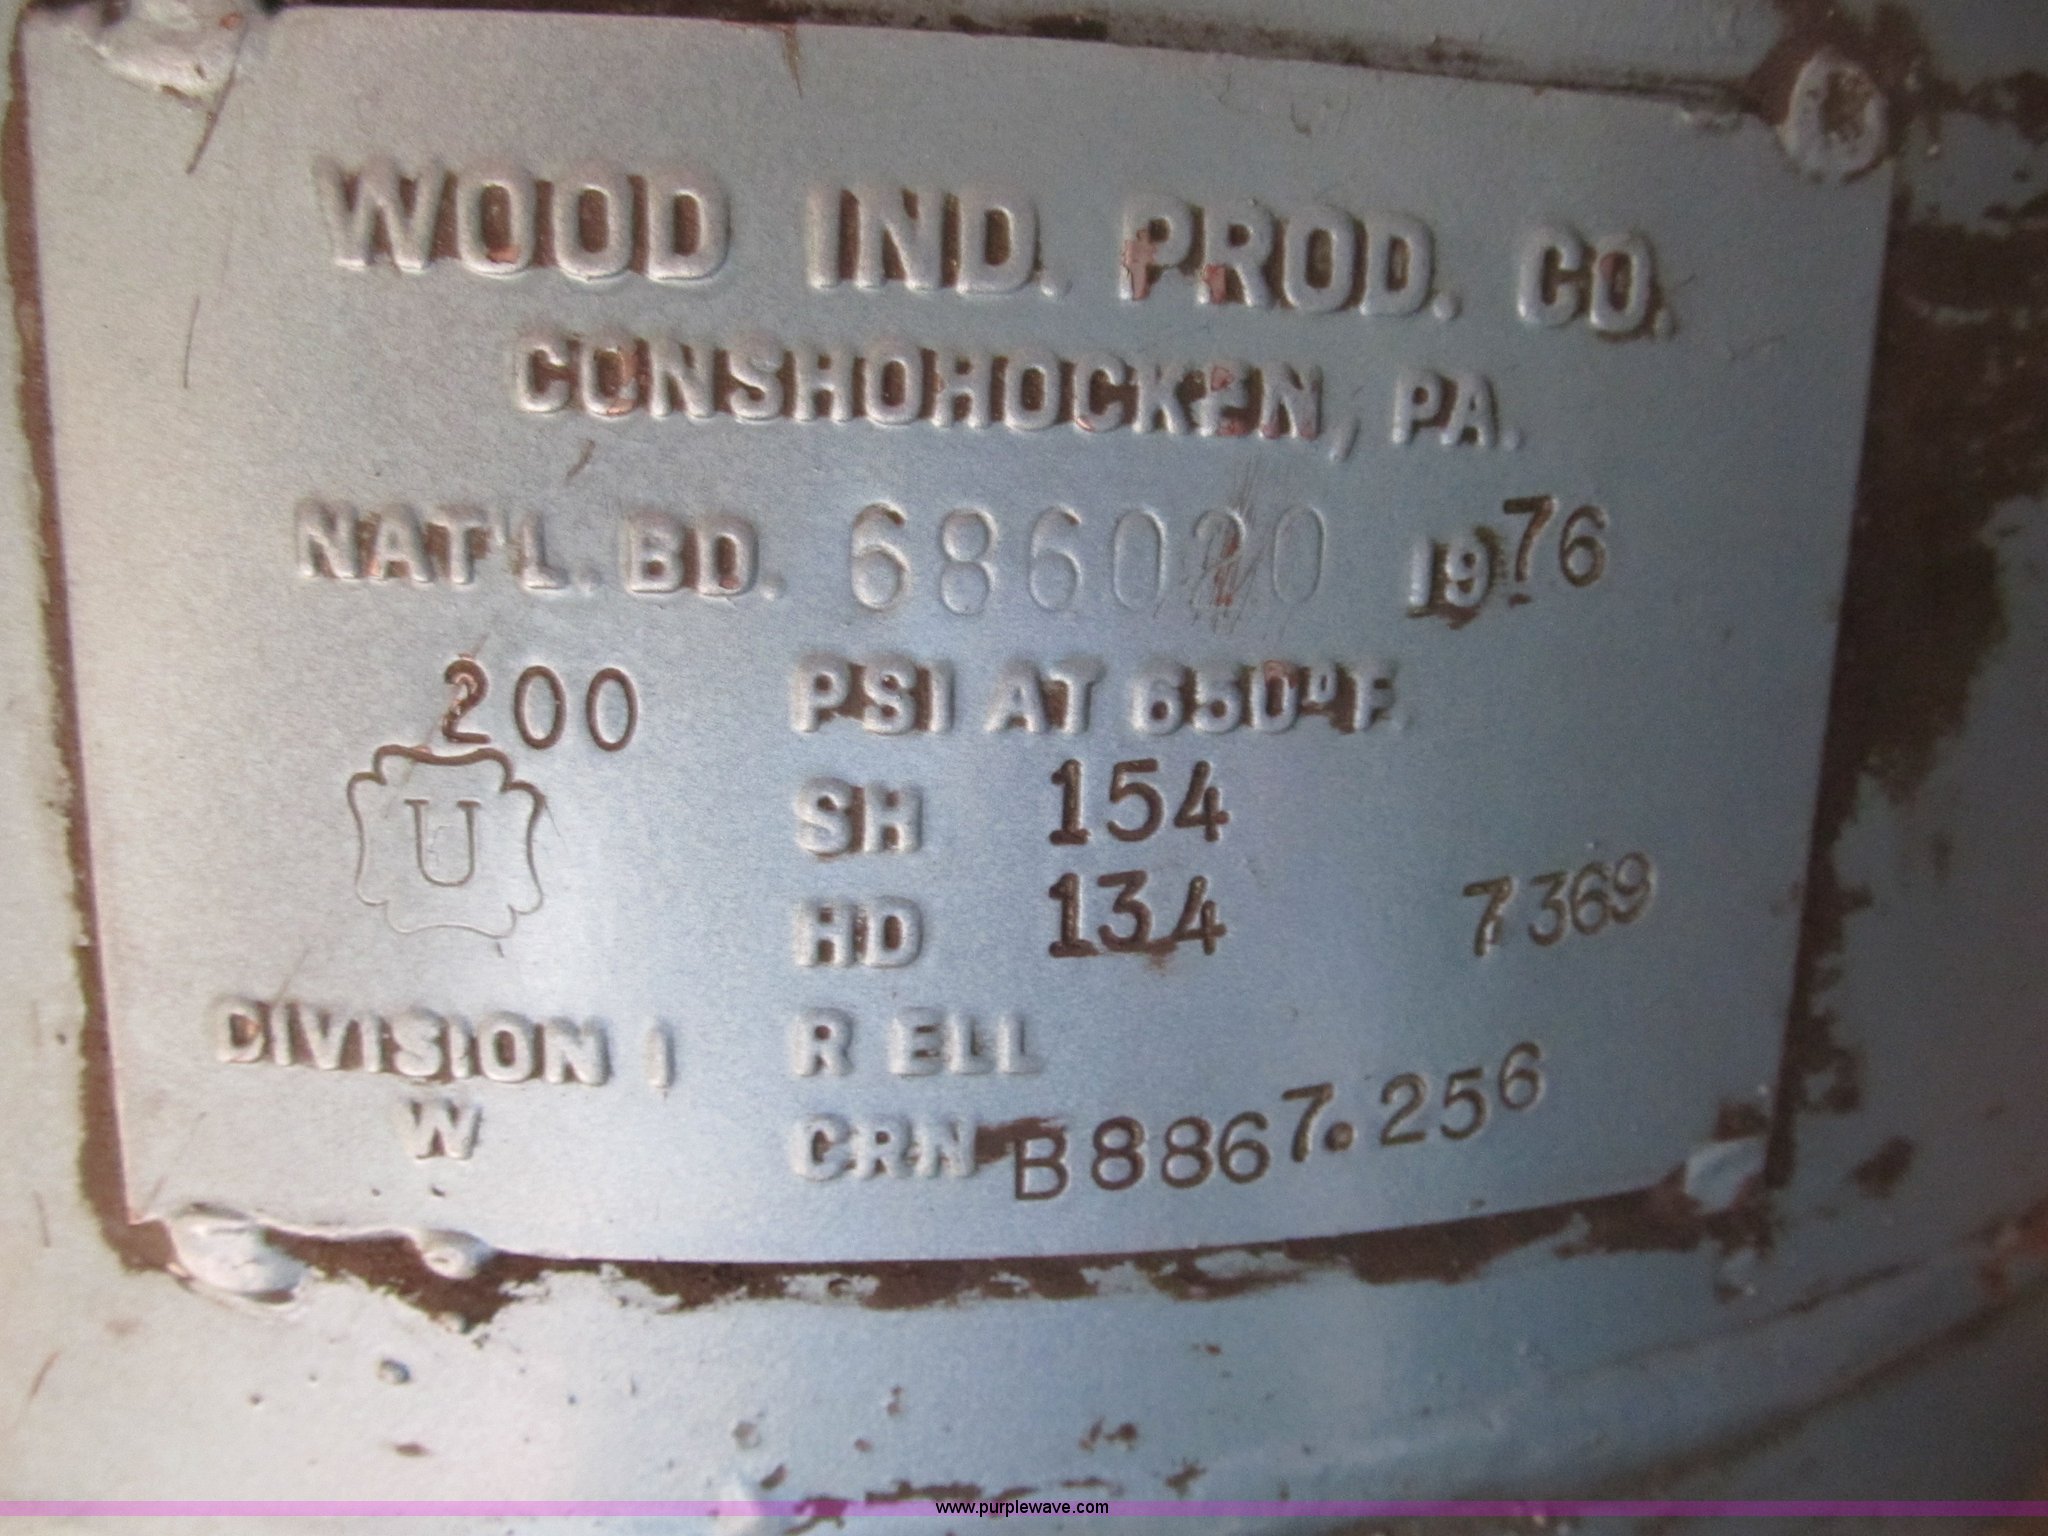 WOOD IND. PROD. CO.
CONSHOHOCKEN, PA.
NAT'L. BD. 1976
200 PSI AT 650°F.
U
SH 154
HD 134 7369
DIVISION 1 R ELL
W CRN B8867.256
www.purplewave.com